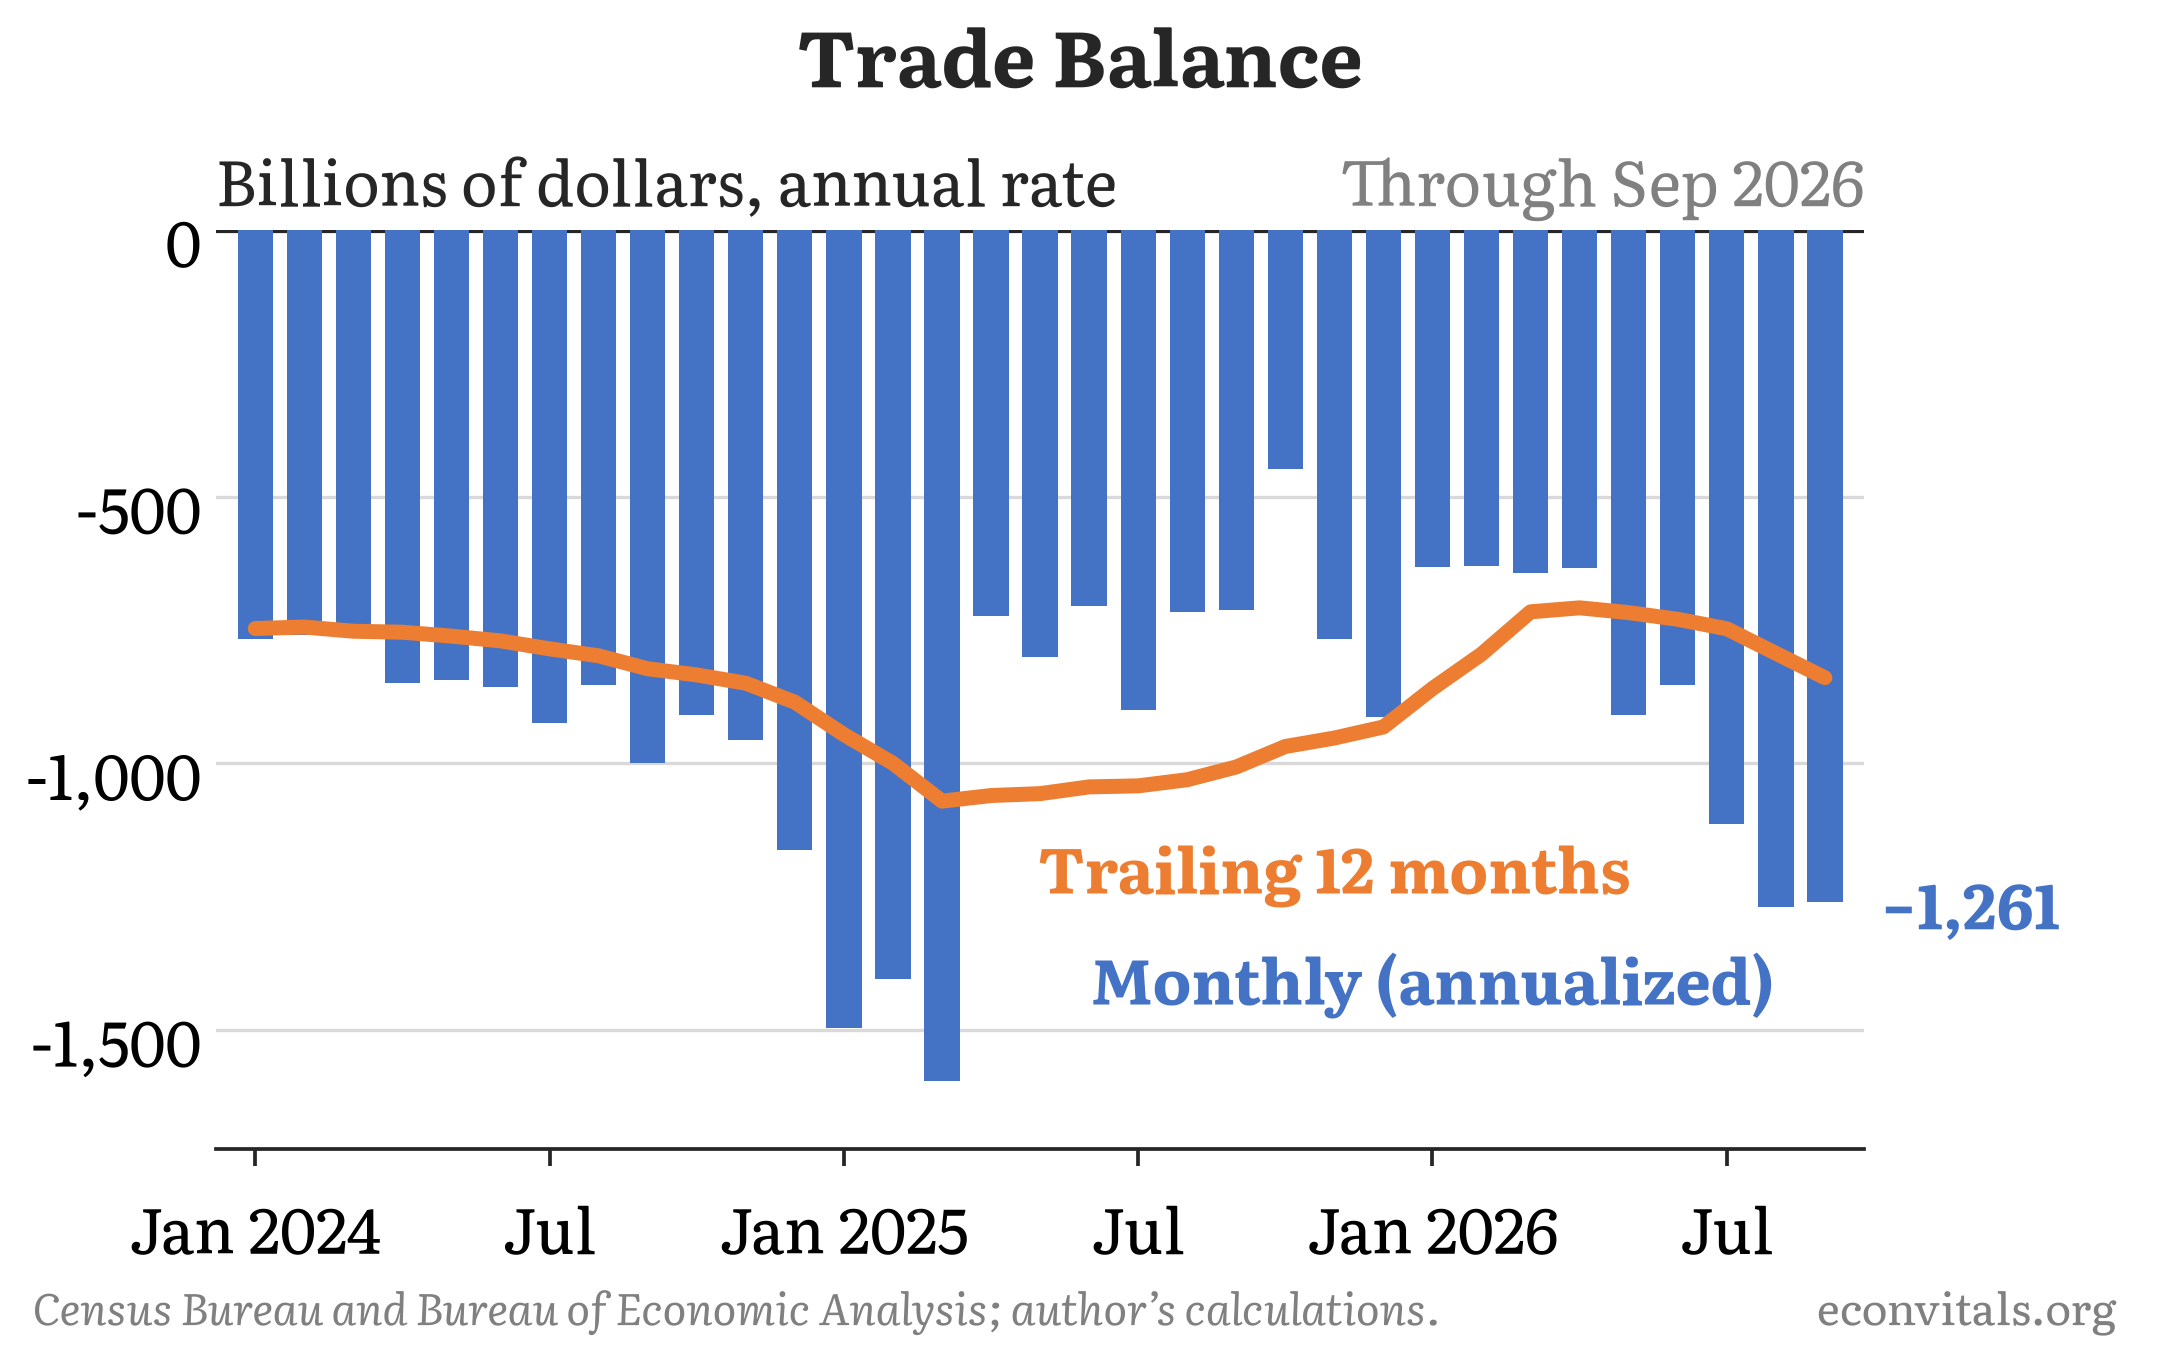 Trade Balance
Billions of dollars, annual rate
Through Sep 2026
0
-500
-1,000
-1,500
Trailing 12 months
Monthly (annualized)
−1,261
Jan 2024
Jul
Jan 2025
Jul
Jan 2026
Jul
Census Bureau and Bureau of Economic Analysis; author’s calculations.
econvitals.org